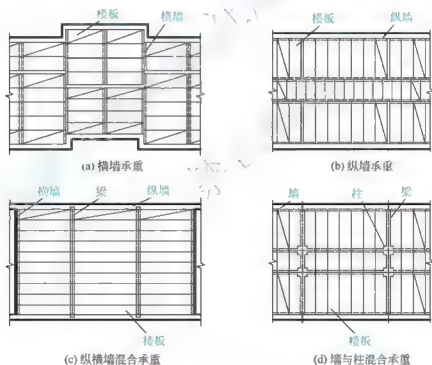 楼板 横墙
(a) 横墙承重
楼板 纵墙
(b) 纵墙承重
横墙 梁 纵墙
楼板
(c) 纵横墙混合承重
墙 柱 梁
楼板
(d) 墙与柱混合承重